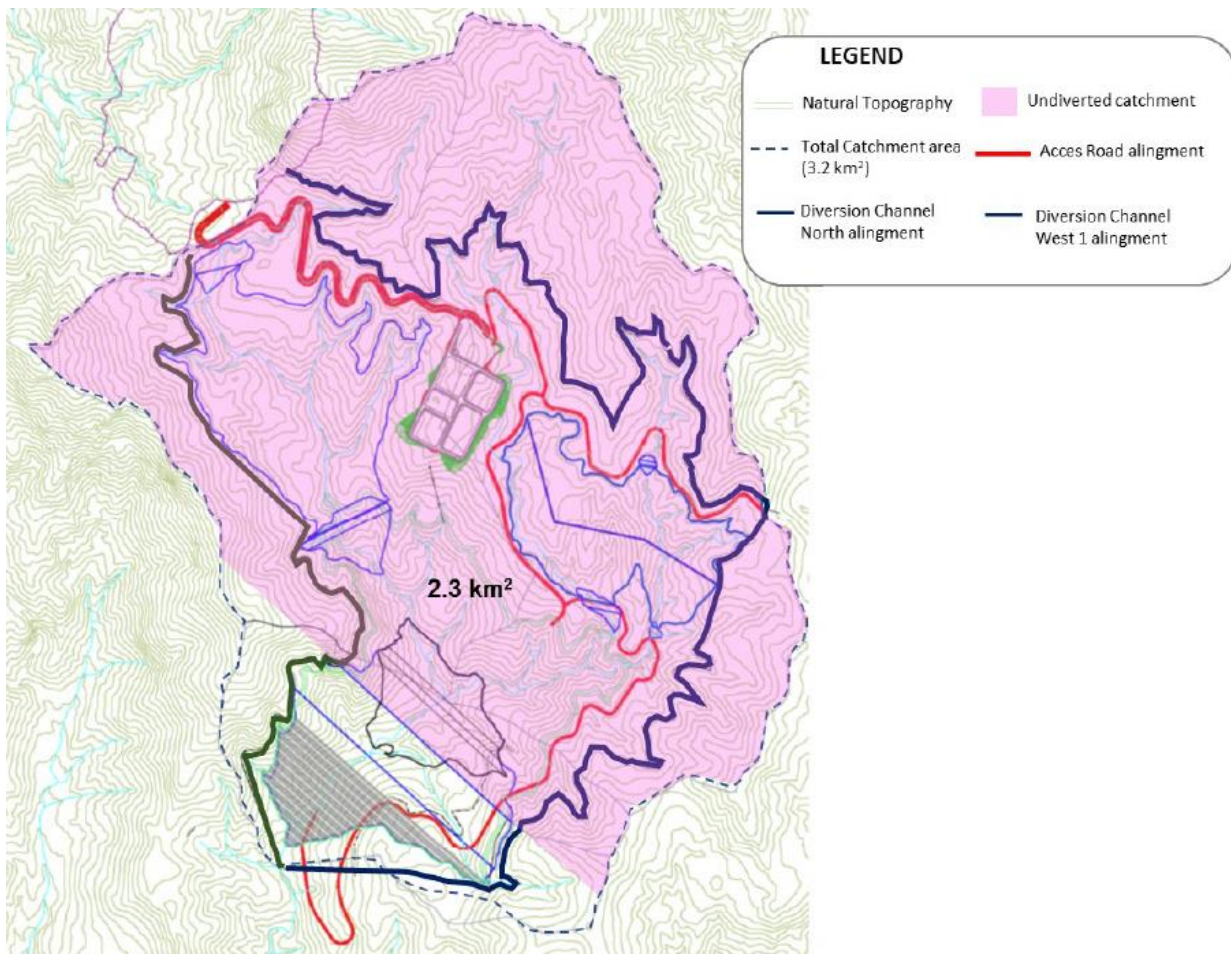 LEGEND
Natural Topography
Undiverted catchment
Total Catchment area
(3.2 km²)
Acces Road alingment
Diversion Channel
North alingment
Diversion Channel
West 1 alingment
2.3 km²